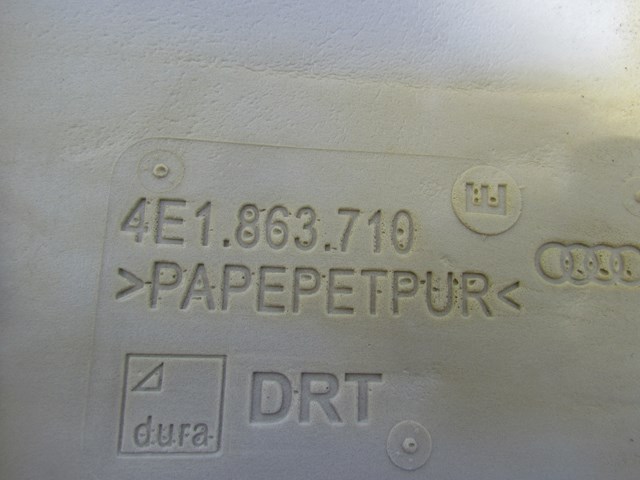 E
4E1.863.710
>PAPEPETPUR<
dura DRT